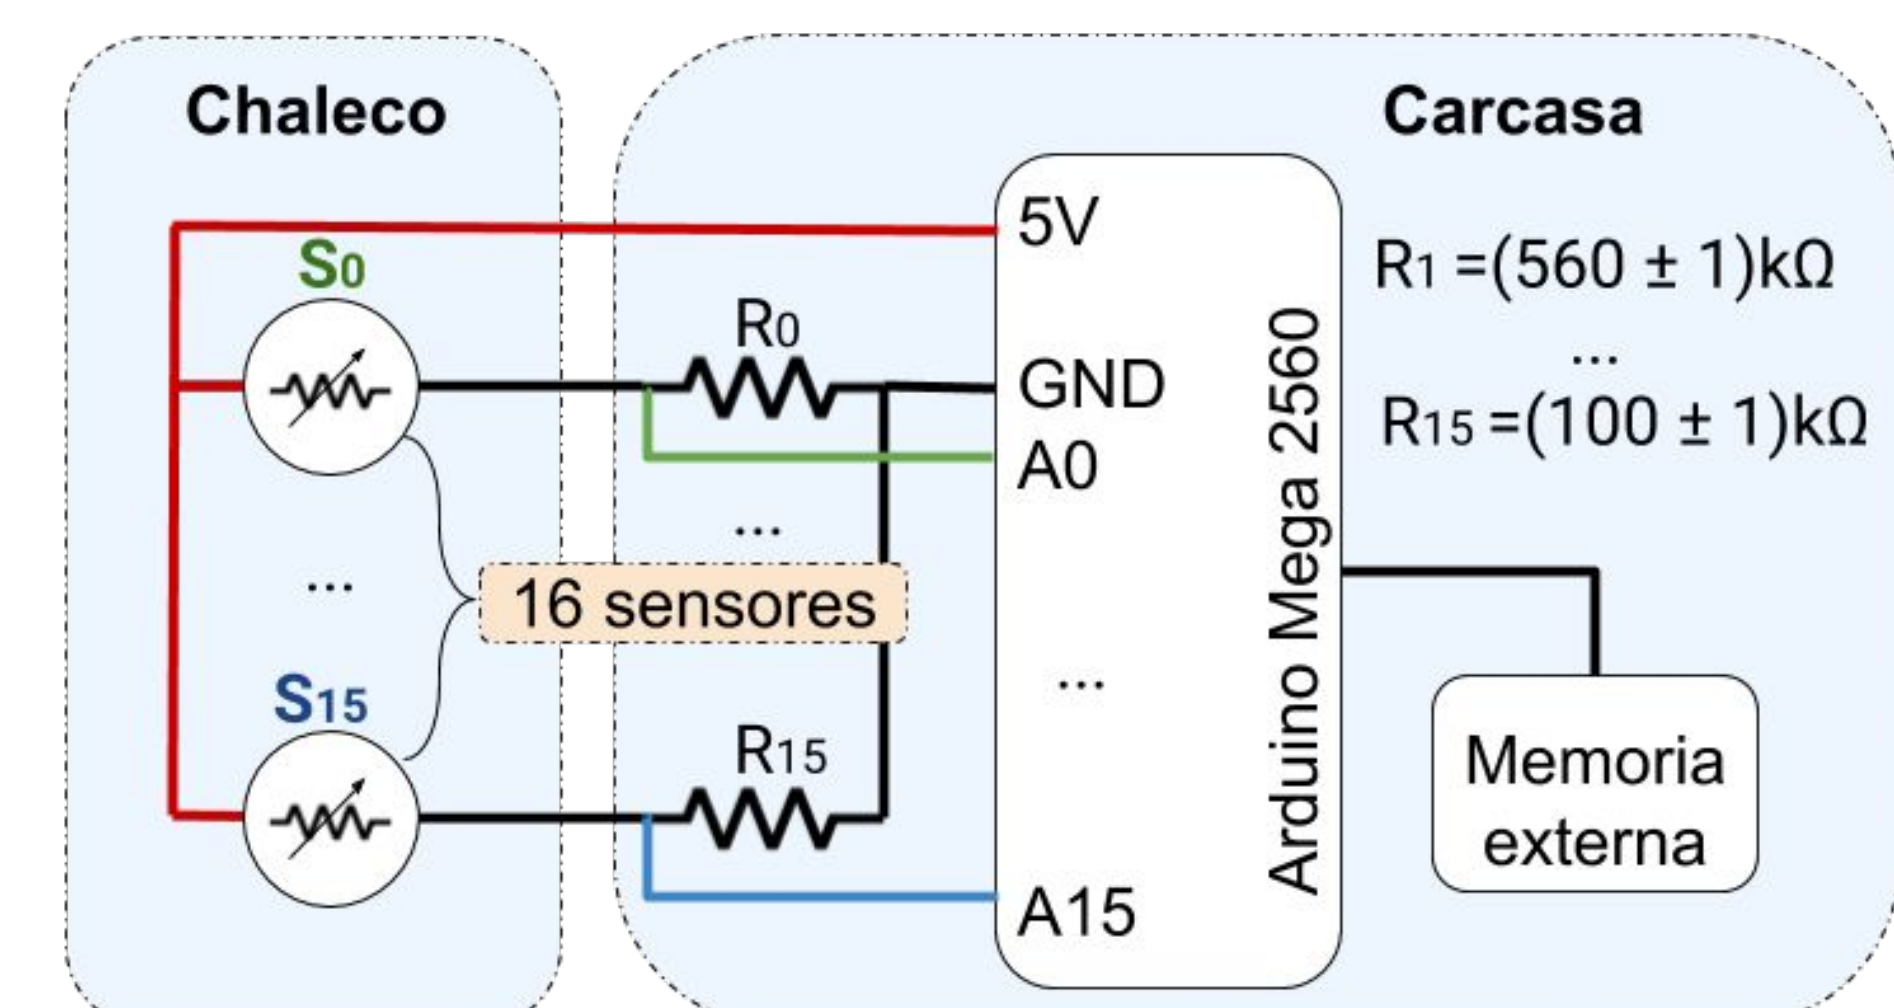 Chaleco
Carcasa
5V
S0
R1 =(560 ± 1)kΩ
R0
...
GND
R15 =(100 ± 1)kΩ
A0
...
...
16 sensores
Arduino Mega 2560
...
S15
R15
Memoria
externa
A15